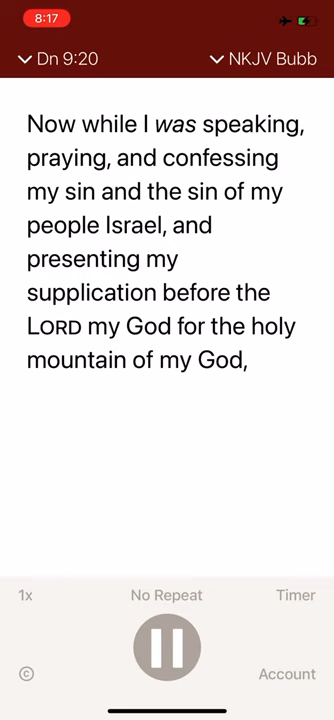 8:17
Dn 9:20
NKJV Bubb
Now while I was speaking,
praying, and confessing
my sin and the sin of my
people Israel, and
presenting my
supplication before the
LORD my God for the holy
mountain of my God,
1x
No Repeat
Timer
©
Account